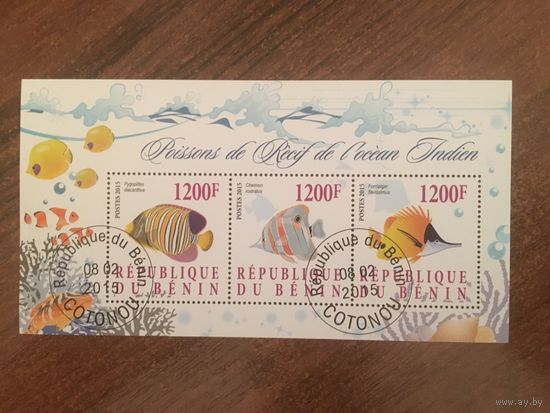 Poissons de Récif de l'océan Indien
Pygoplites
diacanthus
1200F
POSTES 2015
RÉPUBLIQUE
DU BÉNIN
Chelmon
rostratus
1200F
POSTES 2015
RÉPUBLIQUE
DU BÉNIN
Forcipiger
flavissimus
1200F
POSTES 2015
RÉPUBLIQUE
DU BÉNIN
République du Bénin
08 02
2015
COTONOU
République du Bénin
08 02
2015
COTONOU
www.ay.by